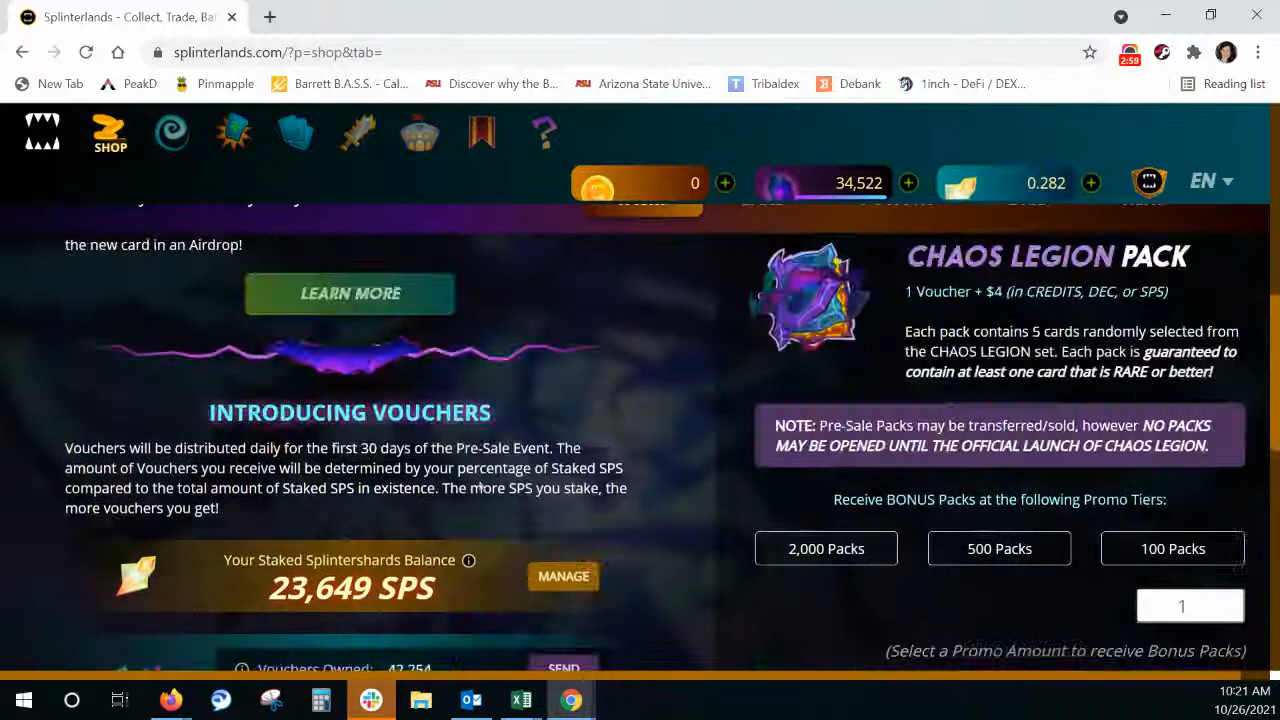 Splinterlands - Collect, Trade, Bat
splinterlands.com/?p=shop&tab=
2:59
New Tab
PeakD
Pinmapple
Barrett B.A.S.S. - Cal...
ASU
Discover why the B...
ASU
Arizona State Unive...
T
Tribaldex
Debank
1inch - DeFi / DEX...
Reading list
SHOP
0
34,522
0.282
EN
the new card in an Airdrop!
LEARN MORE
INTRODUCING VOUCHERS
Vouchers will be distributed daily for the first 30 days of the Pre-Sale Event. The
amount of Vouchers you receive will be determined by your percentage of Staked SPS
compared to the total amount of Staked SPS in existence. The more SPS you stake, the
more vouchers you get!
Your Staked Splintershards Balance
23,649 SPS
MANAGE
Vouchers Owned: 42.254
SEND
CHAOS LEGION PACK
1 Voucher + $4 (in CREDITS, DEC, or SPS)
Each pack contains 5 cards randomly selected from
the CHAOS LEGION set. Each pack is guaranteed to
contain at least one card that is RARE or better!
NOTE: Pre-Sale Packs may be transferred/sold, however NO PACKS
MAY BE OPENED UNTIL THE OFFICIAL LAUNCH OF CHAOS LEGION.
Receive BONUS Packs at the following Promo Tiers:
2,000 Packs
500 Packs
100 Packs
1
(Select a Promo Amount to receive Bonus Packs)
10:21 AM
10/26/2021